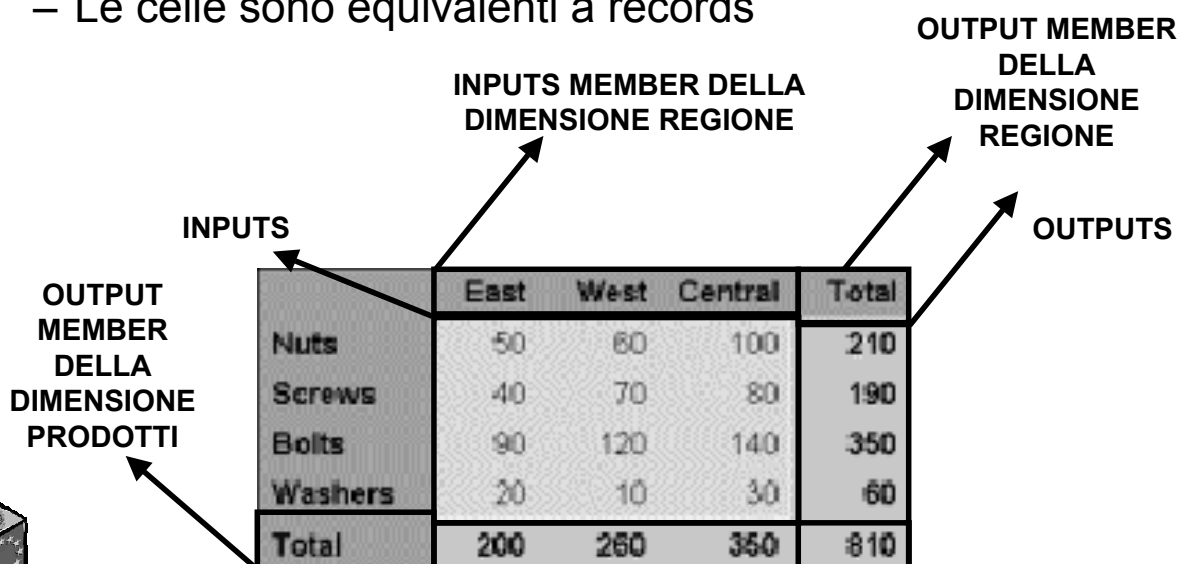 – Le celle sono equivalenti a records
OUTPUT MEMBER
DELLA
DIMENSIONE
REGIONE
INPUTS MEMBER DELLA
DIMENSIONE REGIONE
INPUTS
OUTPUTS
OUTPUT
MEMBER
DELLA
DIMENSIONE
PRODOTTI
East West Central Total
Nuts 50 60 100 210
Screws 40 70 80 190
Bolts 90 120 140 350
Washers 20 10 30 60
Total 200 260 350 810